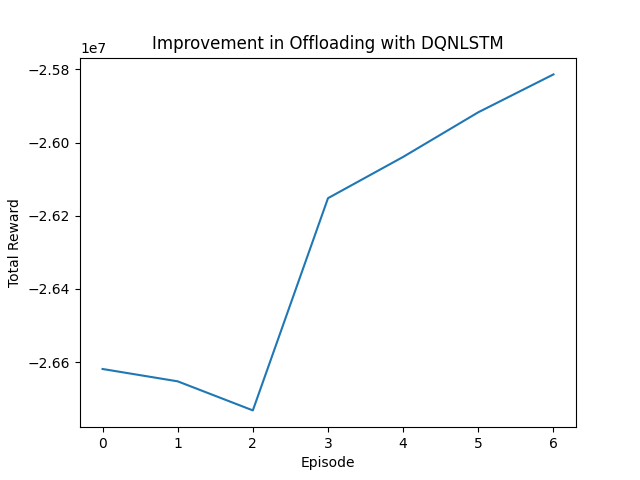 Improvement in Offloading with DQNLSTM
1e7
−2.58
−2.60
−2.62
−2.64
−2.66
Total Reward
0 1 2 3 4 5 6
Episode